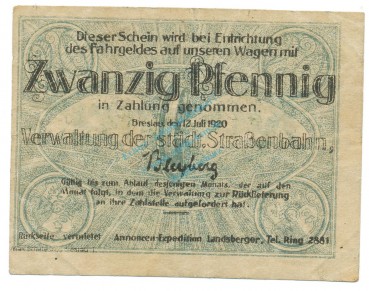 Dieser Schein wird bei Entrichtung
des Fahrgeldes auf unseren Wagen mit
Zwanzig Pfennig
in Zahlung genommen.
Breslau, den 12. Juli 1920
Verwaltung der städt. Straßenbahn,
Gültig bis zum Ablauf desjenigen Monats, der auf den
Monat folgt, in dem die Verwaltung zur Rücklieferung
an ihre Zahlstelle aufgefordert hat.
Rückseite vermietet Annoncen-Expedition Landsberger, Tel. Ring 2881